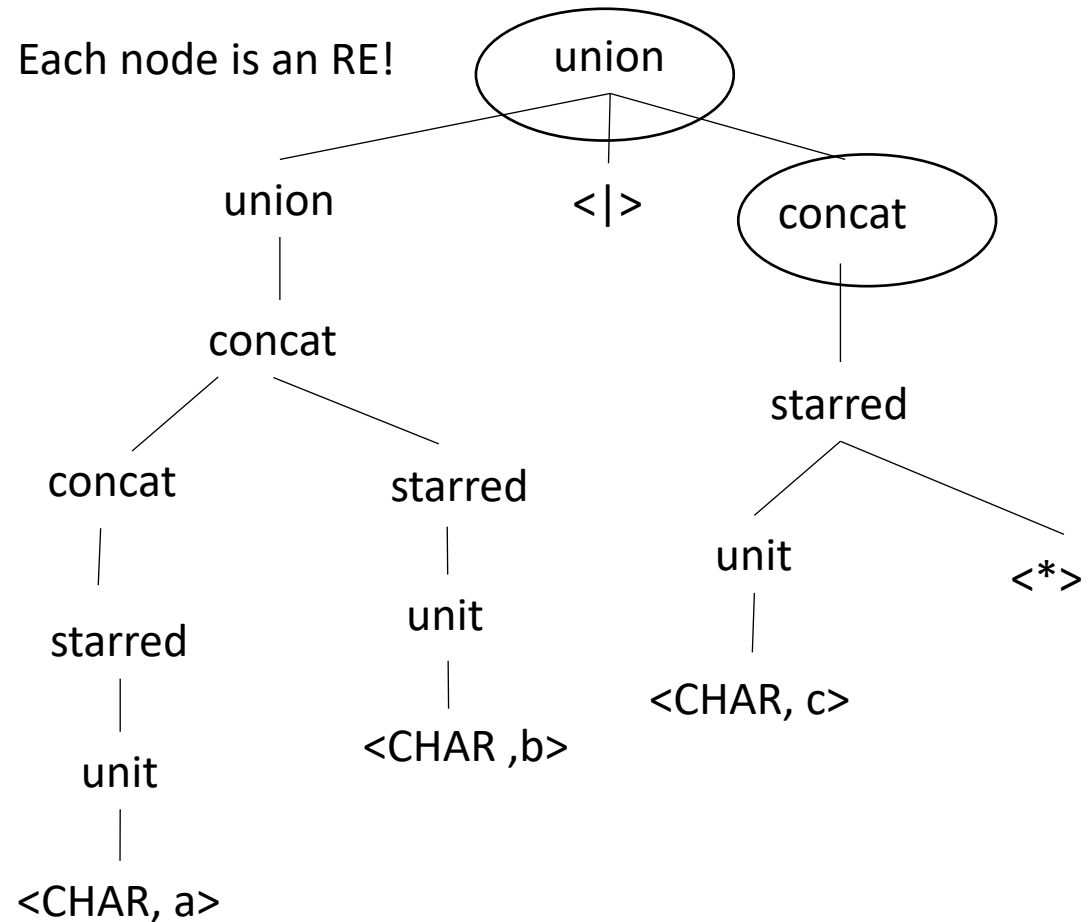 Each node is an RE!
union
union
<|>
concat
concat
starred
concat
starred
unit
<*>
starred
unit
<CHAR, c>
unit
<CHAR ,b>
<CHAR, a>